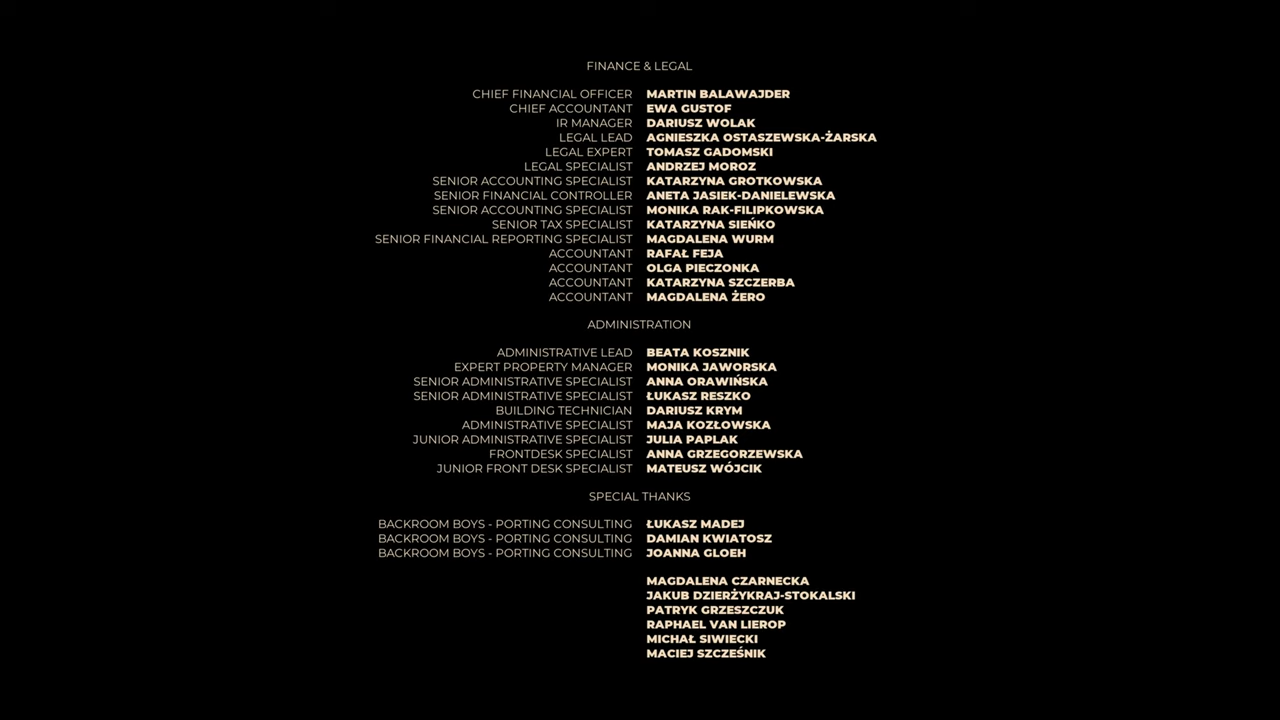 FINANCE & LEGAL
CHIEF FINANCIAL OFFICER MARTIN BALAWAJDER
CHIEF ACCOUNTANT EWA GUSTOF
IR MANAGER DARIUSZ WOLAK
LEGAL LEAD AGNIESZKA OSTASZEWSKA-ŻARSKA
LEGAL EXPERT TOMASZ GADOMSKI
LEGAL SPECIALIST ANDRZEJ MOROZ
SENIOR ACCOUNTING SPECIALIST KATARZYNA GROTKOWSKA
SENIOR FINANCIAL CONTROLLER ANETA JASIEK-DANIELEWSKA
SENIOR ACCOUNTING SPECIALIST MONIKA RAK-FILIPKOWSKA
SENIOR TAX SPECIALIST KATARZYNA SIEŃKO
SENIOR FINANCIAL REPORTING SPECIALIST MAGDALENA WURM
ACCOUNTANT RAFAŁ FEJA
ACCOUNTANT OLGA PIECZONKA
ACCOUNTANT KATARZYNA SZCZERBA
ACCOUNTANT MAGDALENA ŻERO
ADMINISTRATION
ADMINISTRATIVE LEAD BEATA KOSZNIK
EXPERT PROPERTY MANAGER MONIKA JAWORSKA
SENIOR ADMINISTRATIVE SPECIALIST ANNA ORAWIŃSKA
SENIOR ADMINISTRATIVE SPECIALIST ŁUKASZ RESZKO
BUILDING TECHNICIAN DARIUSZ KRYM
ADMINISTRATIVE SPECIALIST MAJA KOZŁOWSKA
JUNIOR ADMINISTRATIVE SPECIALIST JULIA PAPLAK
FRONTDESK SPECIALIST ANNA GRZEGORZEWSKA
JUNIOR FRONT DESK SPECIALIST MATEUSZ WÓJCIK
SPECIAL THANKS
BACKROOM BOYS - PORTING CONSULTING ŁUKASZ MADEJ
BACKROOM BOYS - PORTING CONSULTING DAMIAN KWIATOSZ
BACKROOM BOYS - PORTING CONSULTING JOANNA GLOEH
MAGDALENA CZARNECKA
JAKUB DZIERŻYKRAJ-STOKALSKI
PATRYK GRZESZCZUK
RAPHAEL VAN LIEROP
MICHAŁ SIWIECKI
MACIEJ SZCZEŚNIK